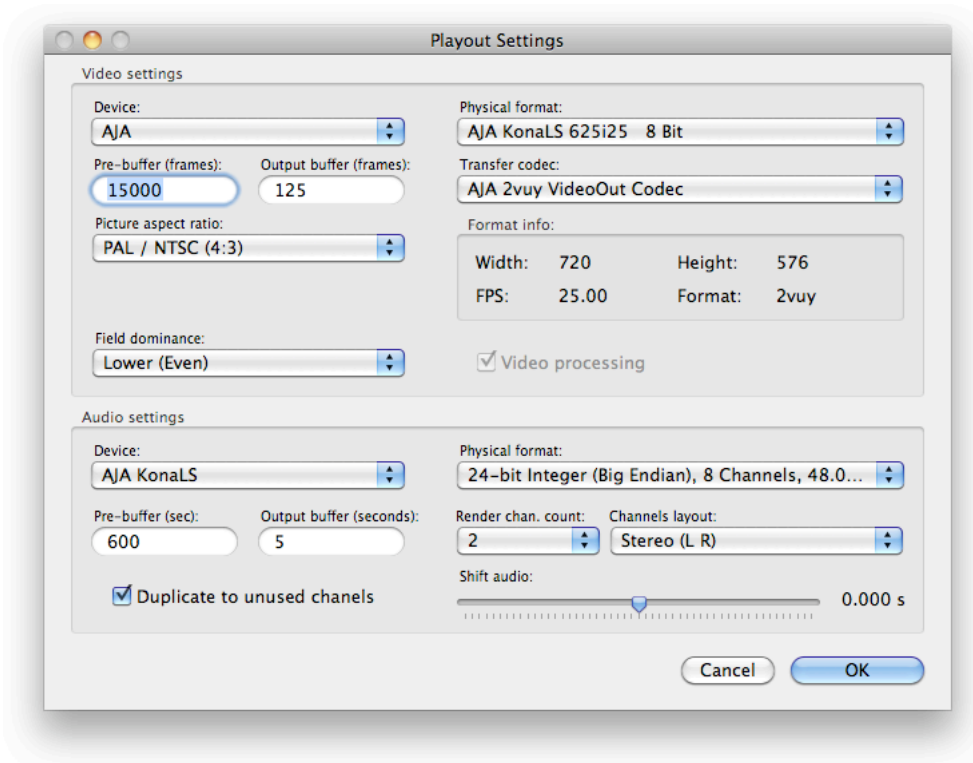 Playout Settings
Video settings
Device:
AJA
Physical format:
AJA KonaLS 625i25   8 Bit
Pre-buffer (frames):
15000
Output buffer (frames):
125
Transfer codec:
AJA 2vuy VideoOut Codec
Picture aspect ratio:
PAL / NTSC (4:3)
Format info:
Width: 720 Height: 576
FPS: 25.00 Format: 2vuy
Field dominance:
Lower (Even)
Video processing
Audio settings
Device:
AJA KonaLS
Physical format:
24-bit Integer (Big Endian), 8 Channels, 48.0...
Pre-buffer (sec):
600
Output buffer (seconds):
5
Render chan. count:
2
Channels layout:
Stereo (L R)
Duplicate to unused chanels
Shift audio:
0.000 s
Cancel
OK